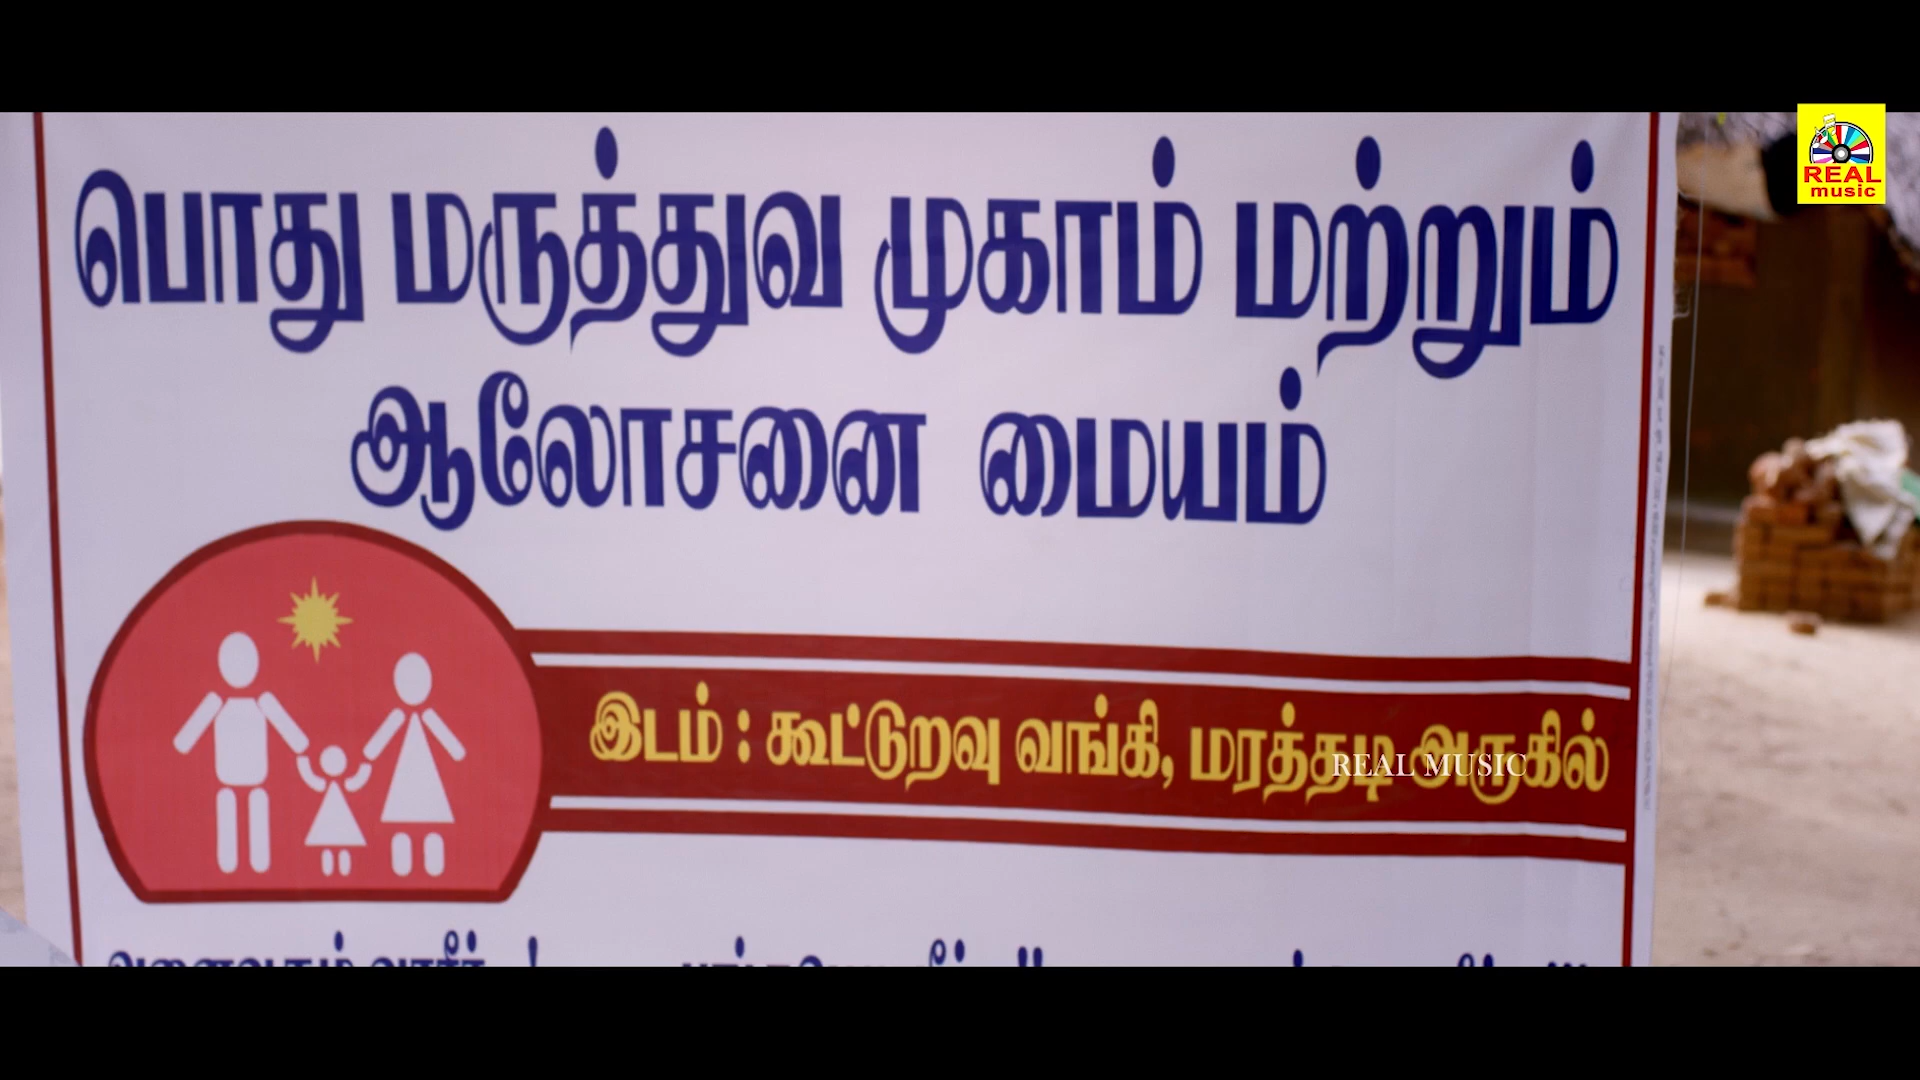 REAL
music
பொது மருத்துவ முகாம் மற்றும்
ஆலோசனை மையம்
இடம் : கூட்டுறவு வங்கி, மரத்தடி அருகில்
REAL MUSIC